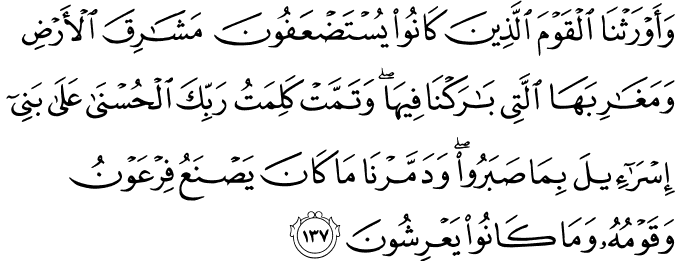 وَأَوْرَثْنَا ٱلْقَوْمَ ٱلَّذِينَ كَانُوا۟ يُسْتَضْعَفُونَ مَشَـٰرِقَ ٱلْأَرْضِ
وَمَغَـٰرِبَهَا ٱلَّتِى بَـٰرَكْنَا فِيهَا ۖ وَتَمَّتْ كَلِمَتُ رَبِّكَ ٱلْحُسْنَىٰ عَلَىٰ بَنِىٓ
إِسْرَٰٓءِيلَ بِمَا صَبَرُوا۟ ۖ وَدَمَّرْنَا مَا كَانَ يَصْنَعُ فِرْعَوْنُ
وَقَوْمُهُۥ وَمَا كَانُوا۟ يَعْرِشُونَ ١٣٧